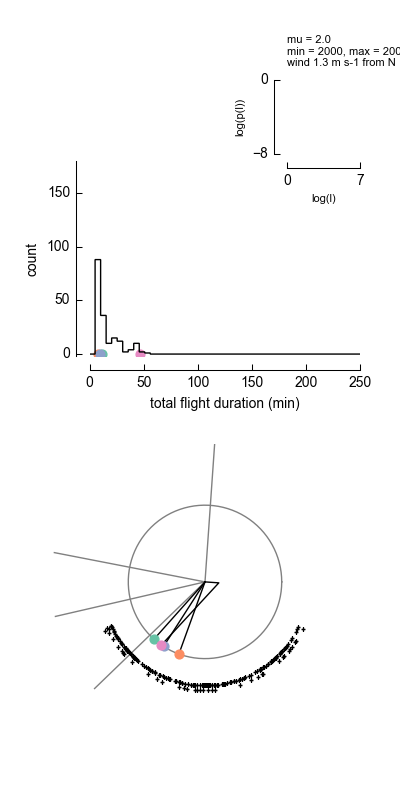 mu = 2.0
min = 2000, max = 200
wind 1.3 m s-1 from N
0
log(p(l))
−8
0 7
log(l)
150
100
50
0
count
0 50 100 150 200 250
total flight duration (min)